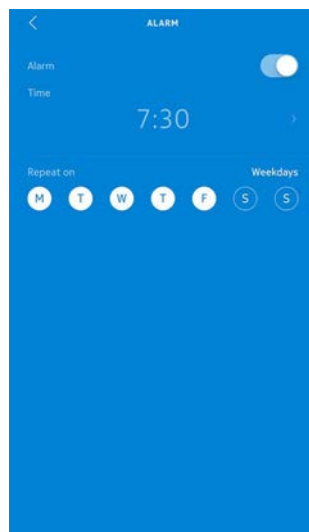 ALARM
Alarm
Time
7:30
Repeat on Weekdays
M T W T F S S